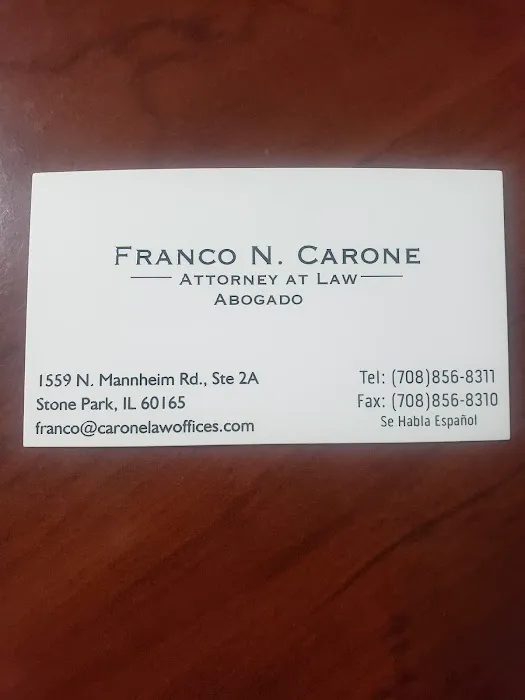 Franco N. Carone
Attorney at Law
Abogado
1559 N. Mannheim Rd., Ste 2A
Stone Park, IL 60165
franco@caronelawoffices.com
Tel: (708)856-8311
Fax: (708)856-8310
Se Habla Español